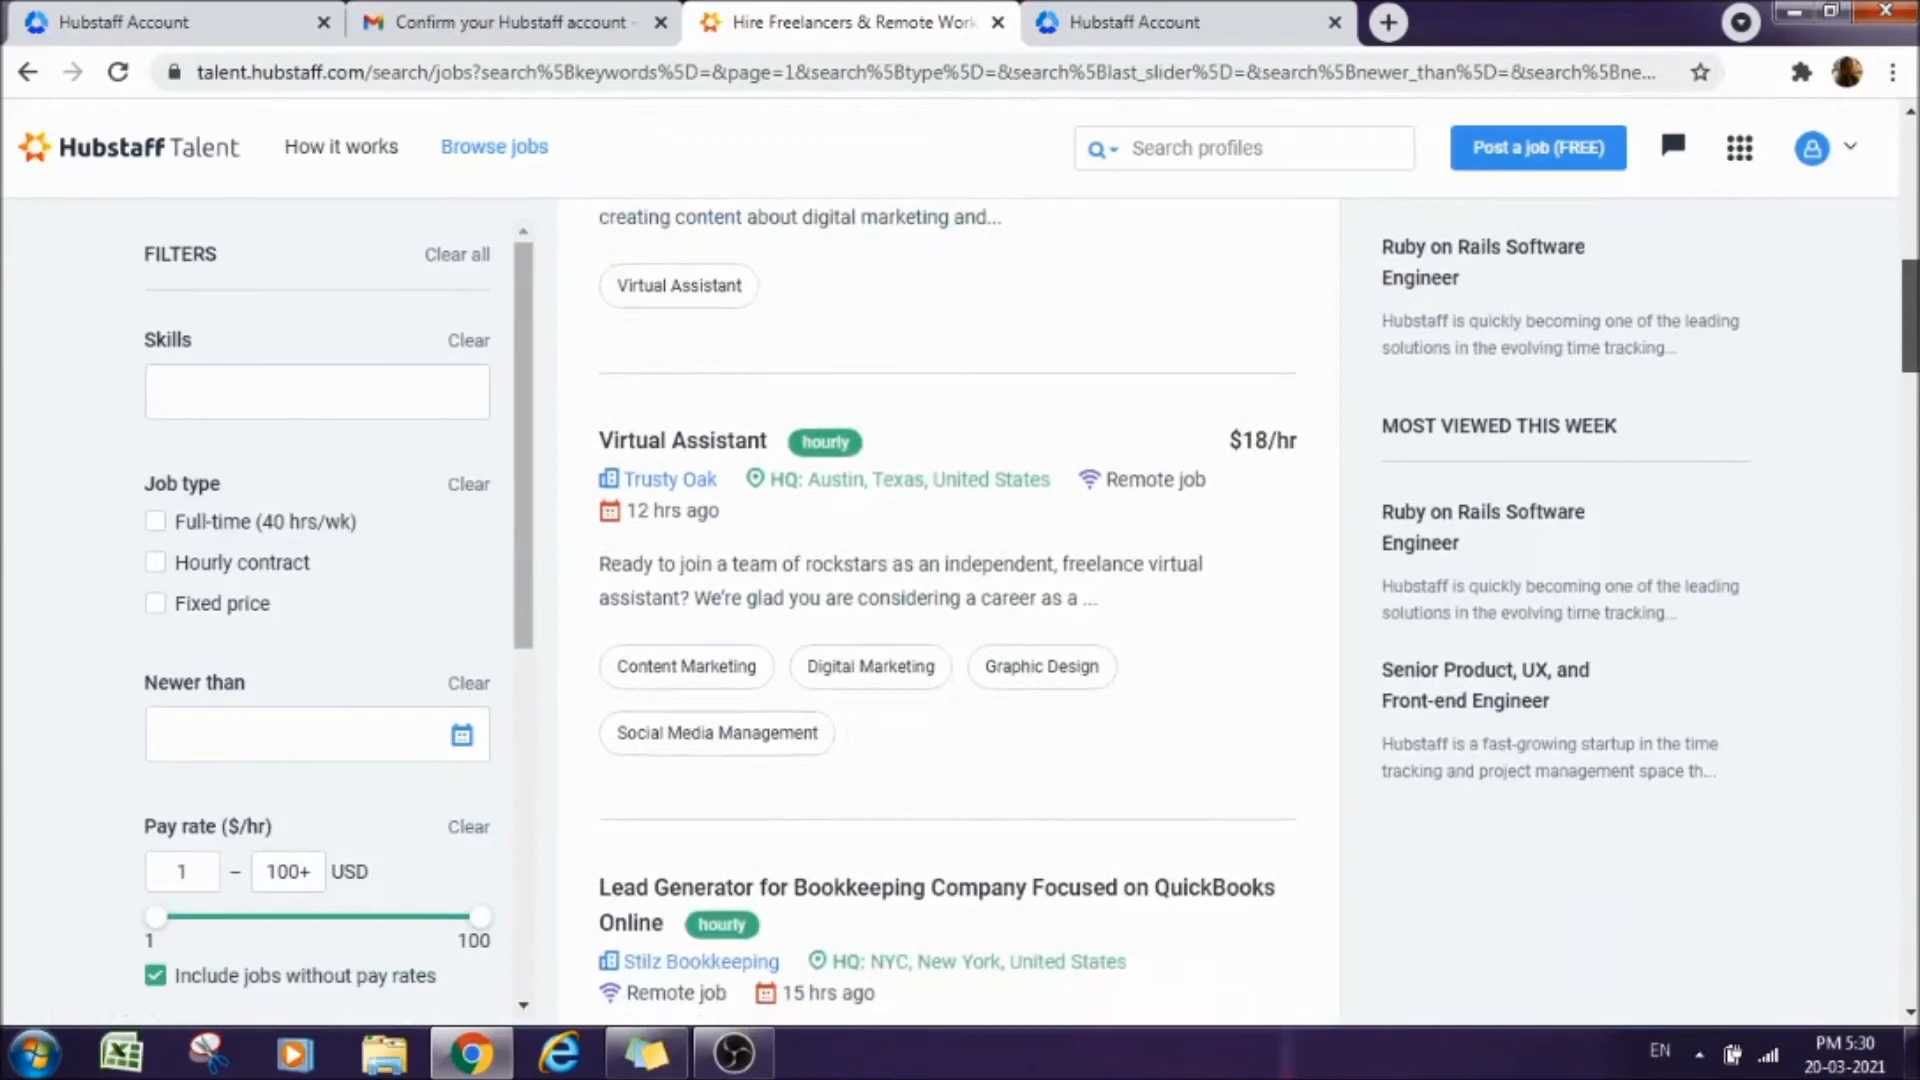 Hubstaff Account
Confirm your Hubstaff account -
Hire Freelancers & Remote Work
Hubstaff Account
talent.hubstaff.com/search/jobs?search%5Bkeywords%5D=&page=1&search%5Btype%5D=&search%5Blast_slider%5D=&search%5Bnewer_than%5D=&search%5Bne...
Hubstaff Talent
How it works
Browse jobs
Search profiles
Post a job (FREE)
FILTERS
Clear all
Skills
Clear
Job type
Clear
Full-time (40 hrs/wk)
Hourly contract
Fixed price
Newer than
Clear
Pay rate ($/hr)
Clear
1 – 100+ USD
1 100
Include jobs without pay rates
creating content about digital marketing and...
Virtual Assistant
Virtual Assistant hourly $18/hr
Trusty Oak HQ: Austin, Texas, United States Remote job
12 hrs ago
Ready to join a team of rockstars as an independent, freelance virtual
assistant? We're glad you are considering a career as a ...
Content Marketing Digital Marketing Graphic Design
Social Media Management
Lead Generator for Bookkeeping Company Focused on QuickBooks
Online hourly
Stilz Bookkeeping HQ: NYC, New York, United States
Remote job 15 hrs ago
Ruby on Rails Software
Engineer
Hubstaff is quickly becoming one of the leading
solutions in the evolving time tracking...
MOST VIEWED THIS WEEK
Ruby on Rails Software
Engineer
Hubstaff is quickly becoming one of the leading
solutions in the evolving time tracking...
Senior Product, UX, and
Front-end Engineer
Hubstaff is a fast-growing startup in the time
tracking and project management space th...
EN
PM 5:30
20-03-2021